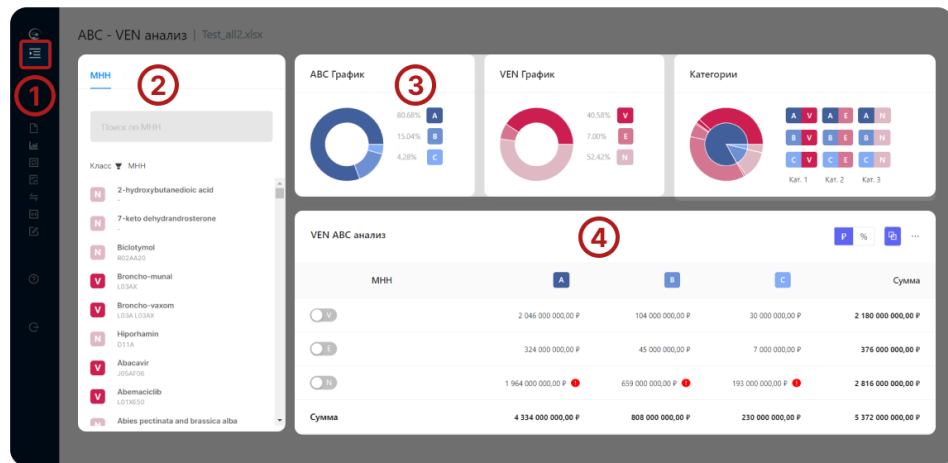 ABC - VEN анализ | Test_all2.xlsx
1
МНН
2
Поиск по МНН
Класс МНН
N 2-hydroxybutanedioic acid
-
N 7-keto dehydrandrosterone
-
N Biclotymol
R02AA20
V Broncho-munal
L03AX
V Broncho-vaxom
L03A L03AX
N Hiporhamin
D11A
V Abacavir
J05AF06
V Abemaciclib
L01XE50
Abies pectinata and brassica alba
ABC График
3
80.68% A
15.04% B
4.28% C
VEN График
40.58% V
7.00% E
52.42% N
Категории
A V A E A N
B V B E B N
C V C E C N
Кат. 1 Кат. 2 Кат. 3
VEN ABC анализ
4
₽ % ...
МНН A B C Сумма
V 2 046 000 000,00 ₽ 104 000 000,00 ₽ 30 000 000,00 ₽ 2 180 000 000,00 ₽
E 324 000 000,00 ₽ 45 000 000,00 ₽ 7 000 000,00 ₽ 376 000 000,00 ₽
N 1 964 000 000,00 ₽ 659 000 000,00 ₽ 193 000 000,00 ₽ 2 816 000 000,00 ₽
Сумма 4 334 000 000,00 ₽ 808 000 000,00 ₽ 230 000 000,00 ₽ 5 372 000 000,00 ₽